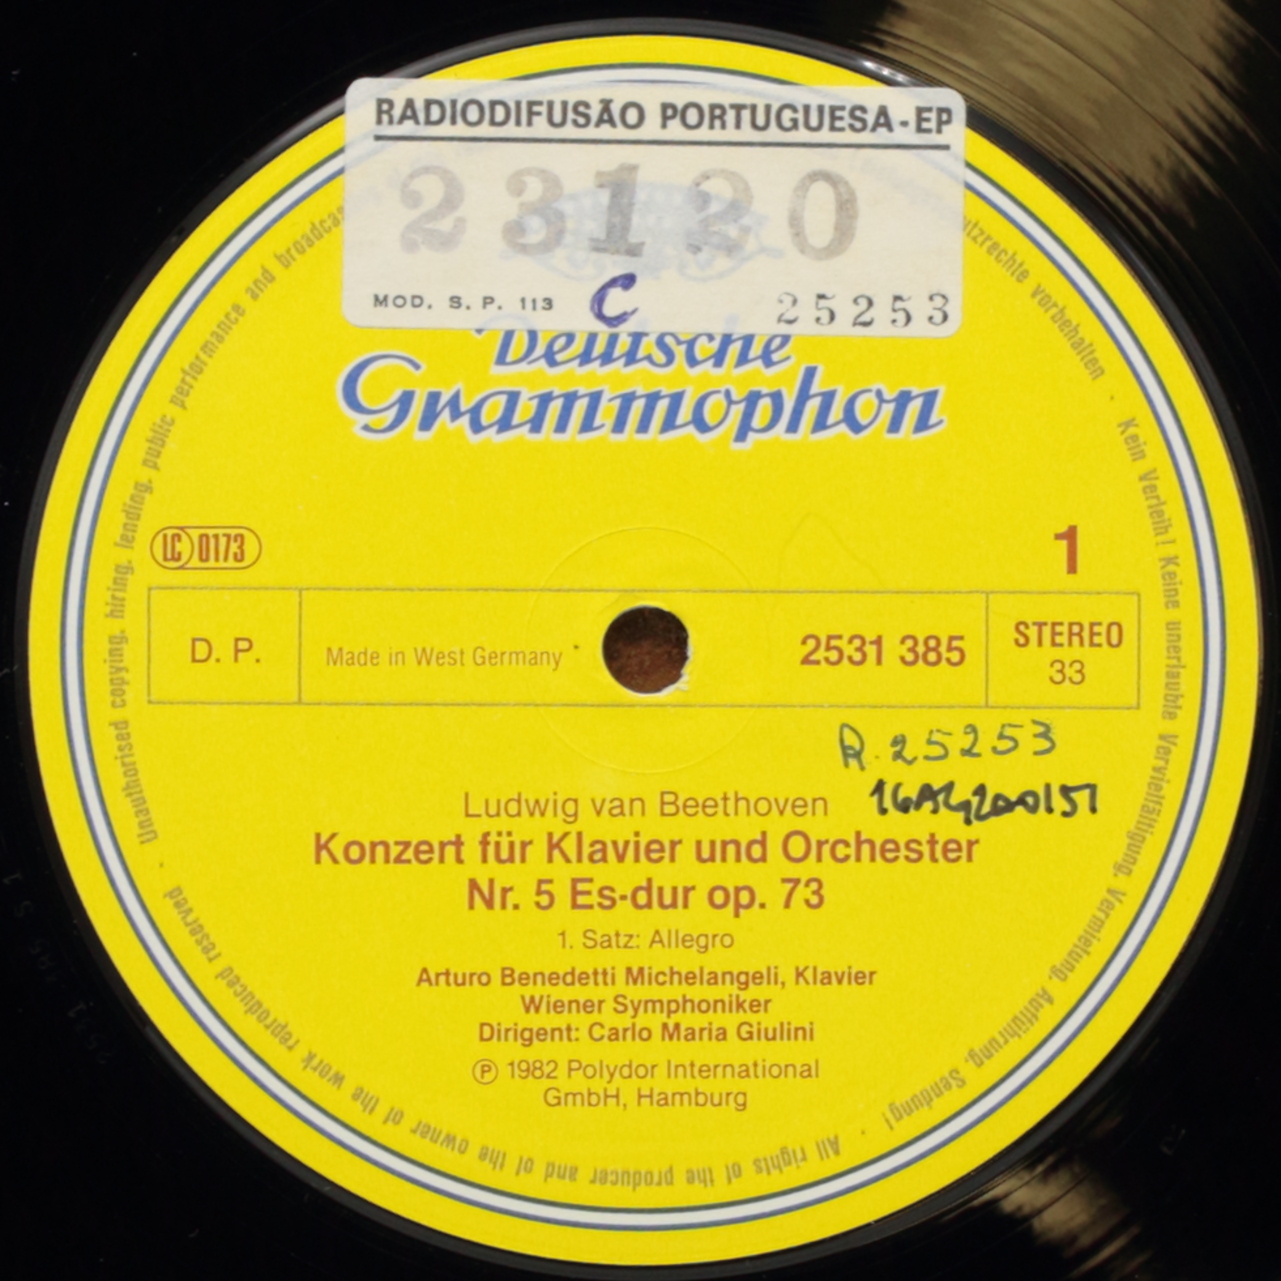 RADIODIFUSÃO PORTUGUESA-EP
23120
MOD. S. P. 113 C 25253
Deutsche
Grammophon
LC 0173
1
D. P. Made in West Germany 2531 385 STEREO
33
R. 25253
Ludwig van Beethoven
Konzert für Klavier und Orchester
Nr. 5 Es-dur op. 73
1. Satz: Allegro
Arturo Benedetti Michelangeli, Klavier
Wiener Symphoniker
Dirigent: Carlo Maria Giulini
℗ 1982 Polydor International
GmbH, Hamburg
vorbehalten · Kein Verleih! Keine unerlaubte Vervielfältigung, Vermietung, Aufführung, Sendung! · All rights of the producer and of the owner of the work reproduced reserved · Unauthorised copying, hiring, lending, public performance and